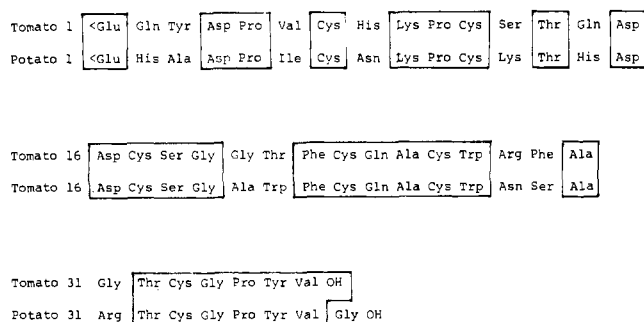 Tomato 1 <Glu Gln Tyr Asp Pro Val Cys His Lys Pro Cys Ser Thr Gln Asp
Potato 1 <Glu His Ala Asp Pro Ile Cys Asn Lys Pro Cys Lys Thr His Asp
Tomato 16 Asp Cys Ser Gly Gly Thr Phe Cys Gln Ala Cys Trp Arg Phe Ala
Tomato 16 Asp Cys Ser Gly Ala Trp Phe Cys Gln Ala Cys Trp Asn Ser Ala
Tomato 31 Gly Thr Cys Gly Pro Tyr Val OH
Potato 31 Arg Thr Cys Gly Pro Tyr Val Gly OH